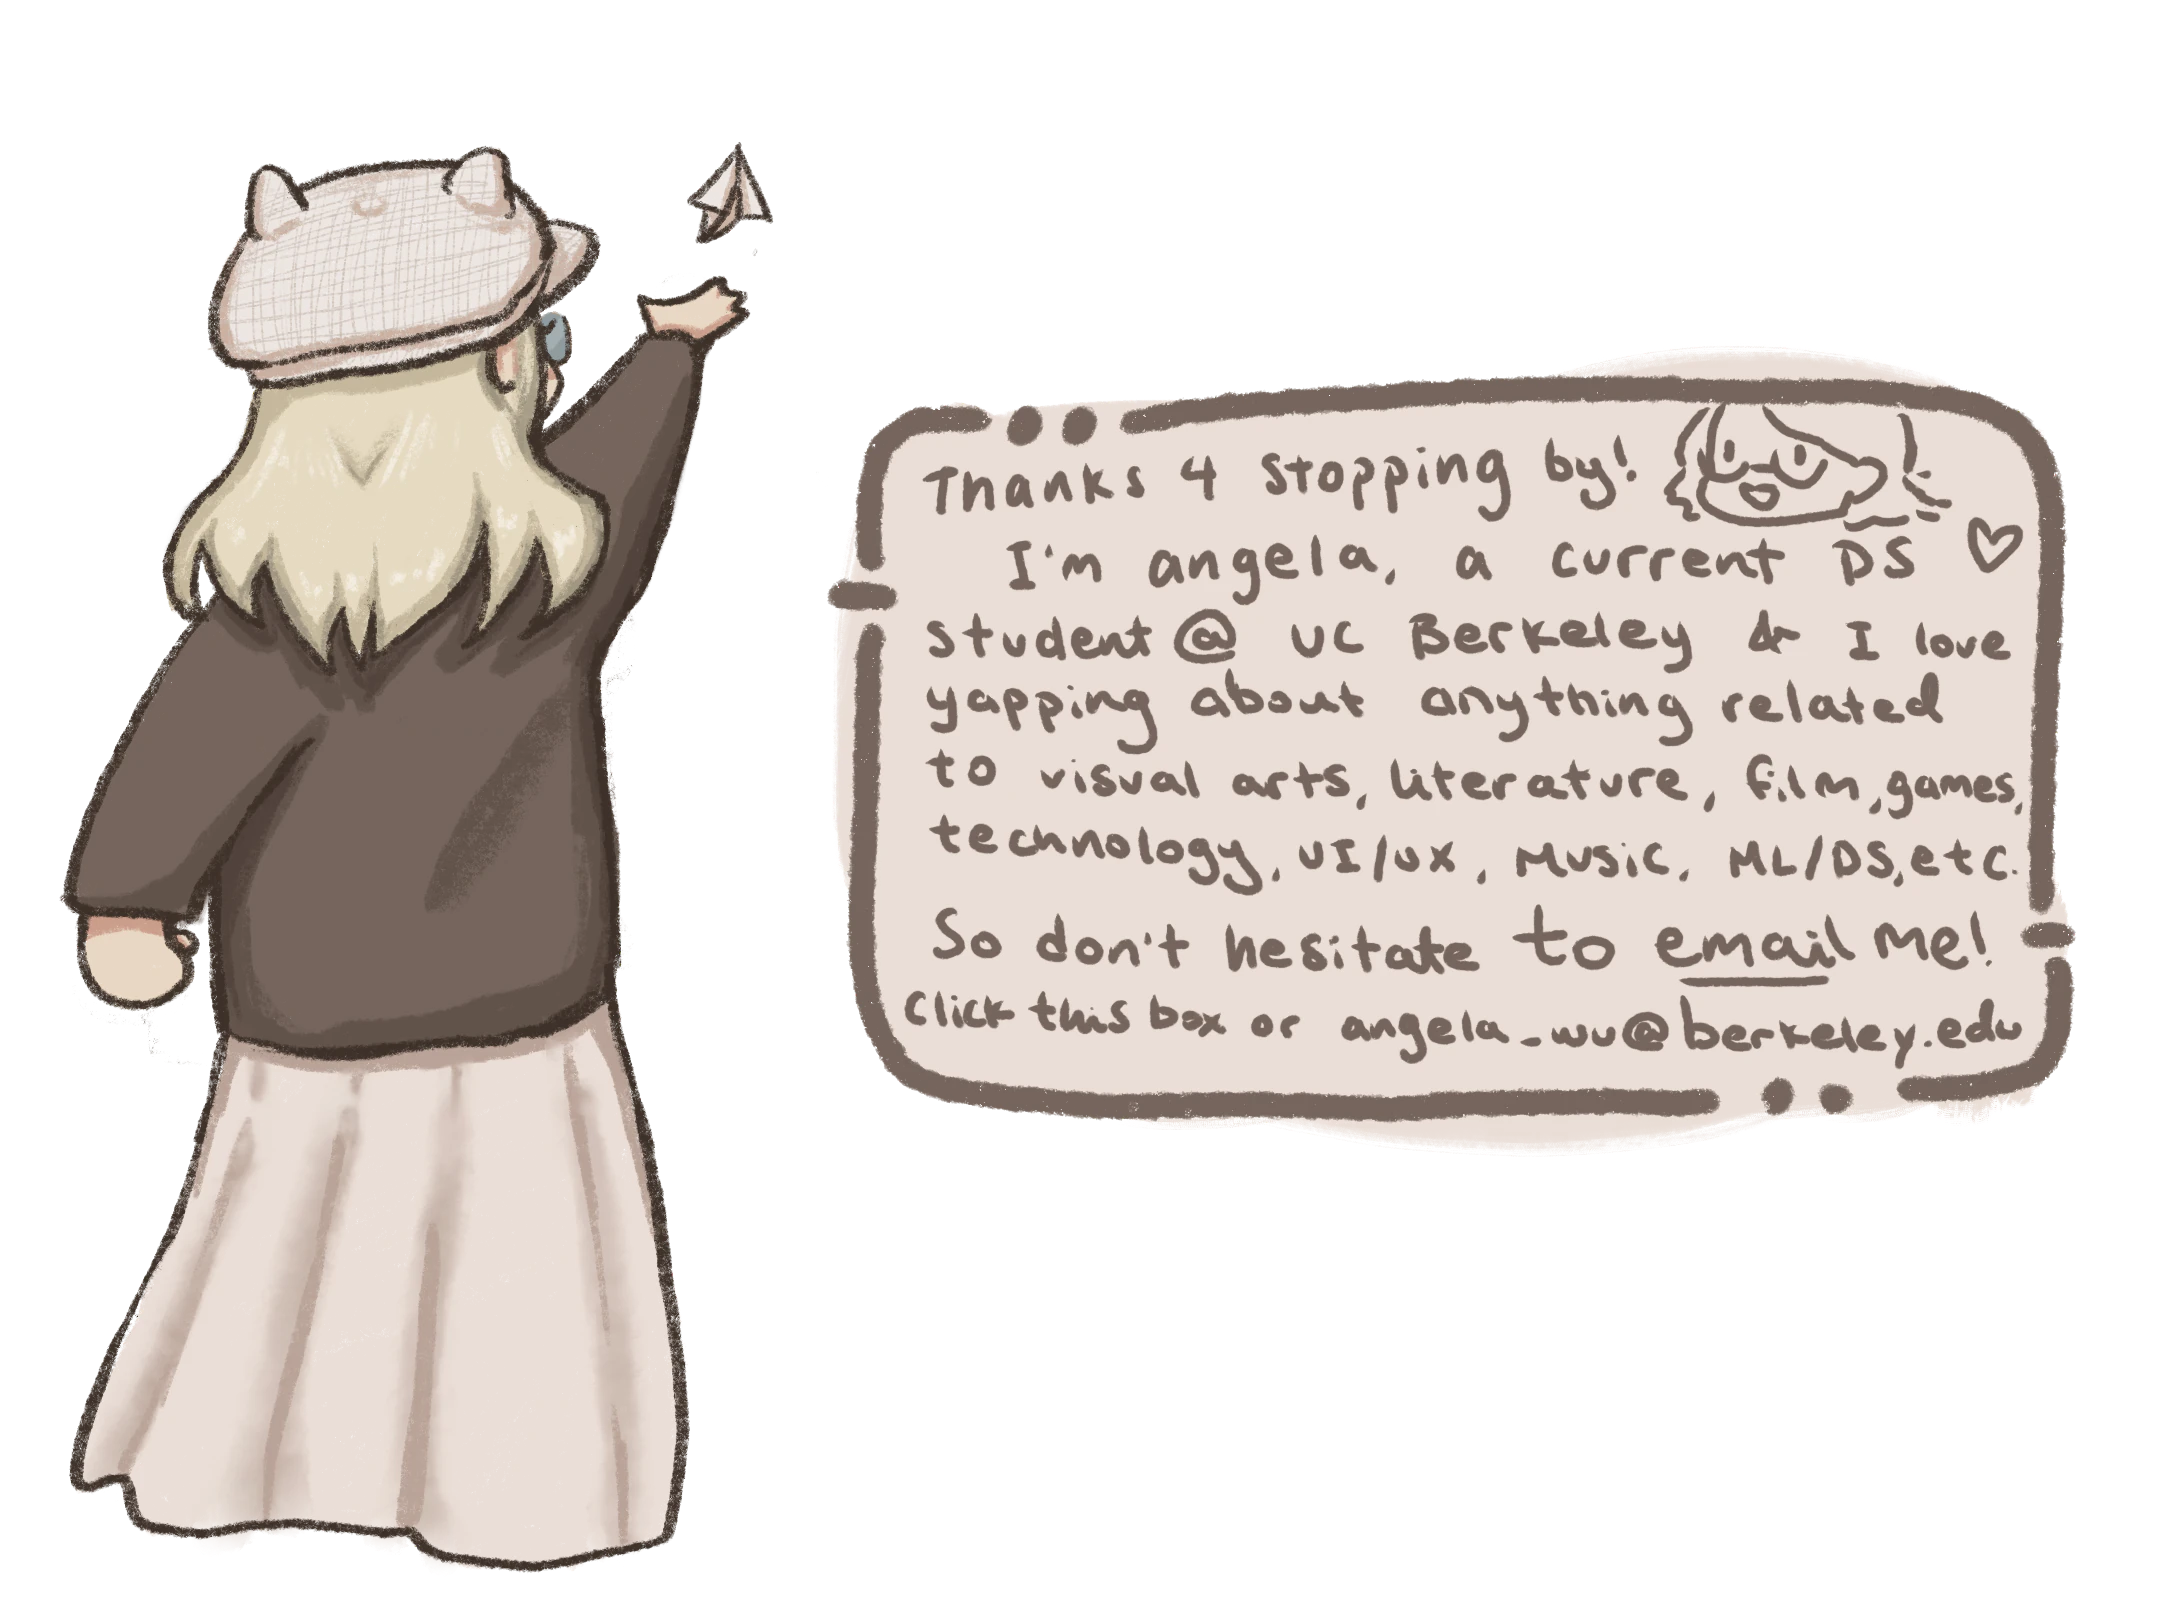 Thanks 4 stopping by!
I'm angela, a current DS
student @ UC Berkeley & I love
yapping about anything related
to visual arts, literature, film, games,
technology, UI/UX, Music, ML/DS, etc.
So don't hesitate to email me!
Click this box or angela_wu@berkeley.edu